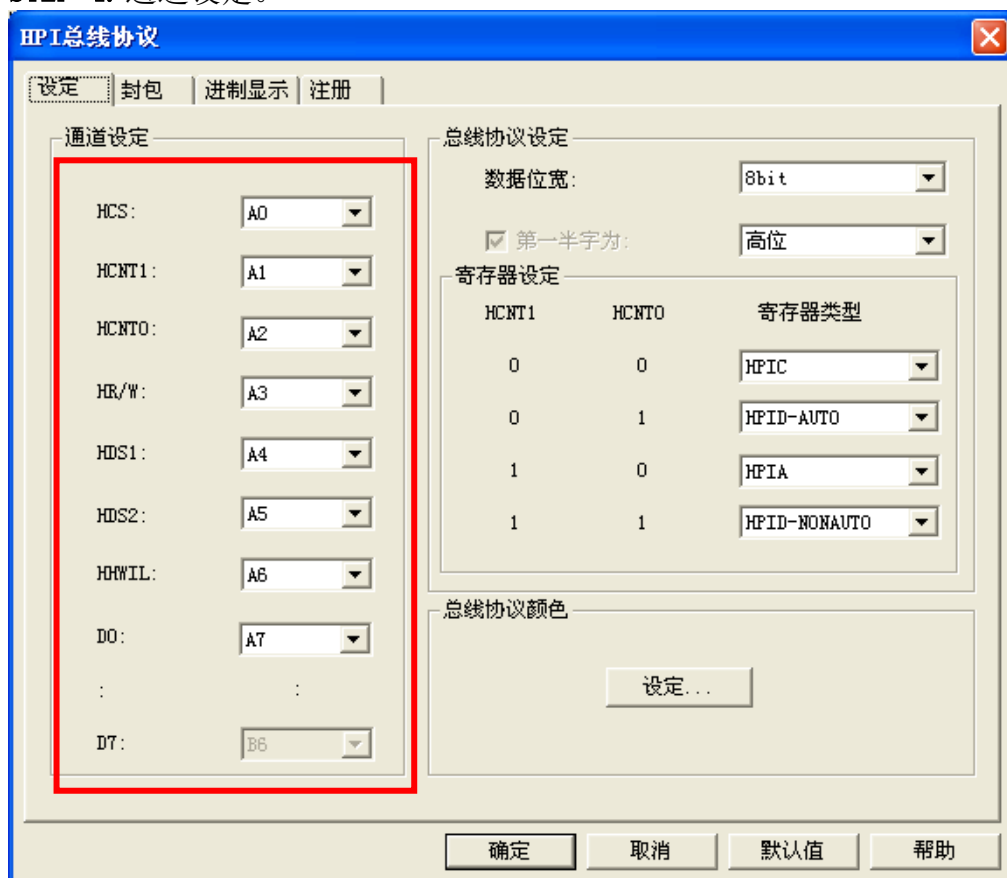 HPI总线协议
设定 封包 进制显示 注册
通道设定
HCS: A0
HCNT1: A1
HCNT0: A2
HR/W: A3
HDS1: A4
HDS2: A5
HHWIL: A6
D0: A7
: :
D7: B6
总线协议设定
数据位宽: 8bit
第一半字为: 高位
寄存器设定
HCNT1 HCNT0 寄存器类型
0 0 HPIC
0 1 HPID-AUTO
1 0 HPIA
1 1 HPID-NONAUTO
总线协议颜色
设定...
确定 取消 默认值 帮助